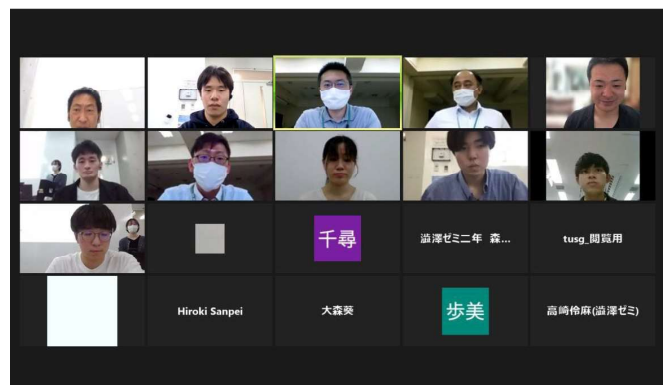 千尋
澁澤ゼミ二年 森...
tusg_閲覧用
Hiroki Sanpei
大森葵
歩美
高崎伶麻(澁澤ゼミ)